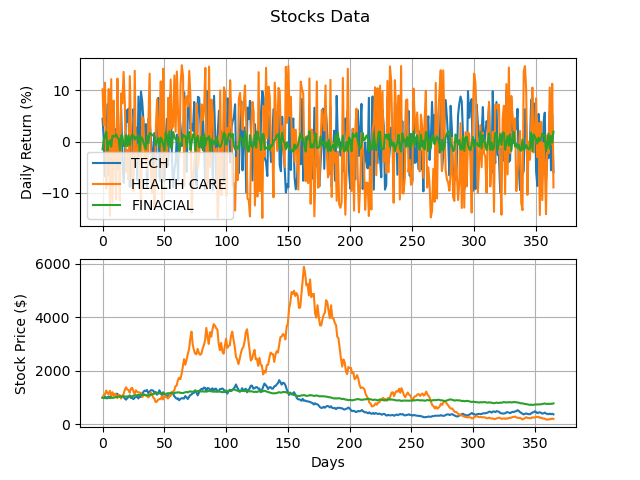 Stocks Data
Daily Return (%)
10
0
−10
TECH
HEALTH CARE
FINACIAL
0 50 100 150 200 250 300 350
Stock Price ($)
6000
4000
2000
0
0 50 100 150 200 250 300 350
Days